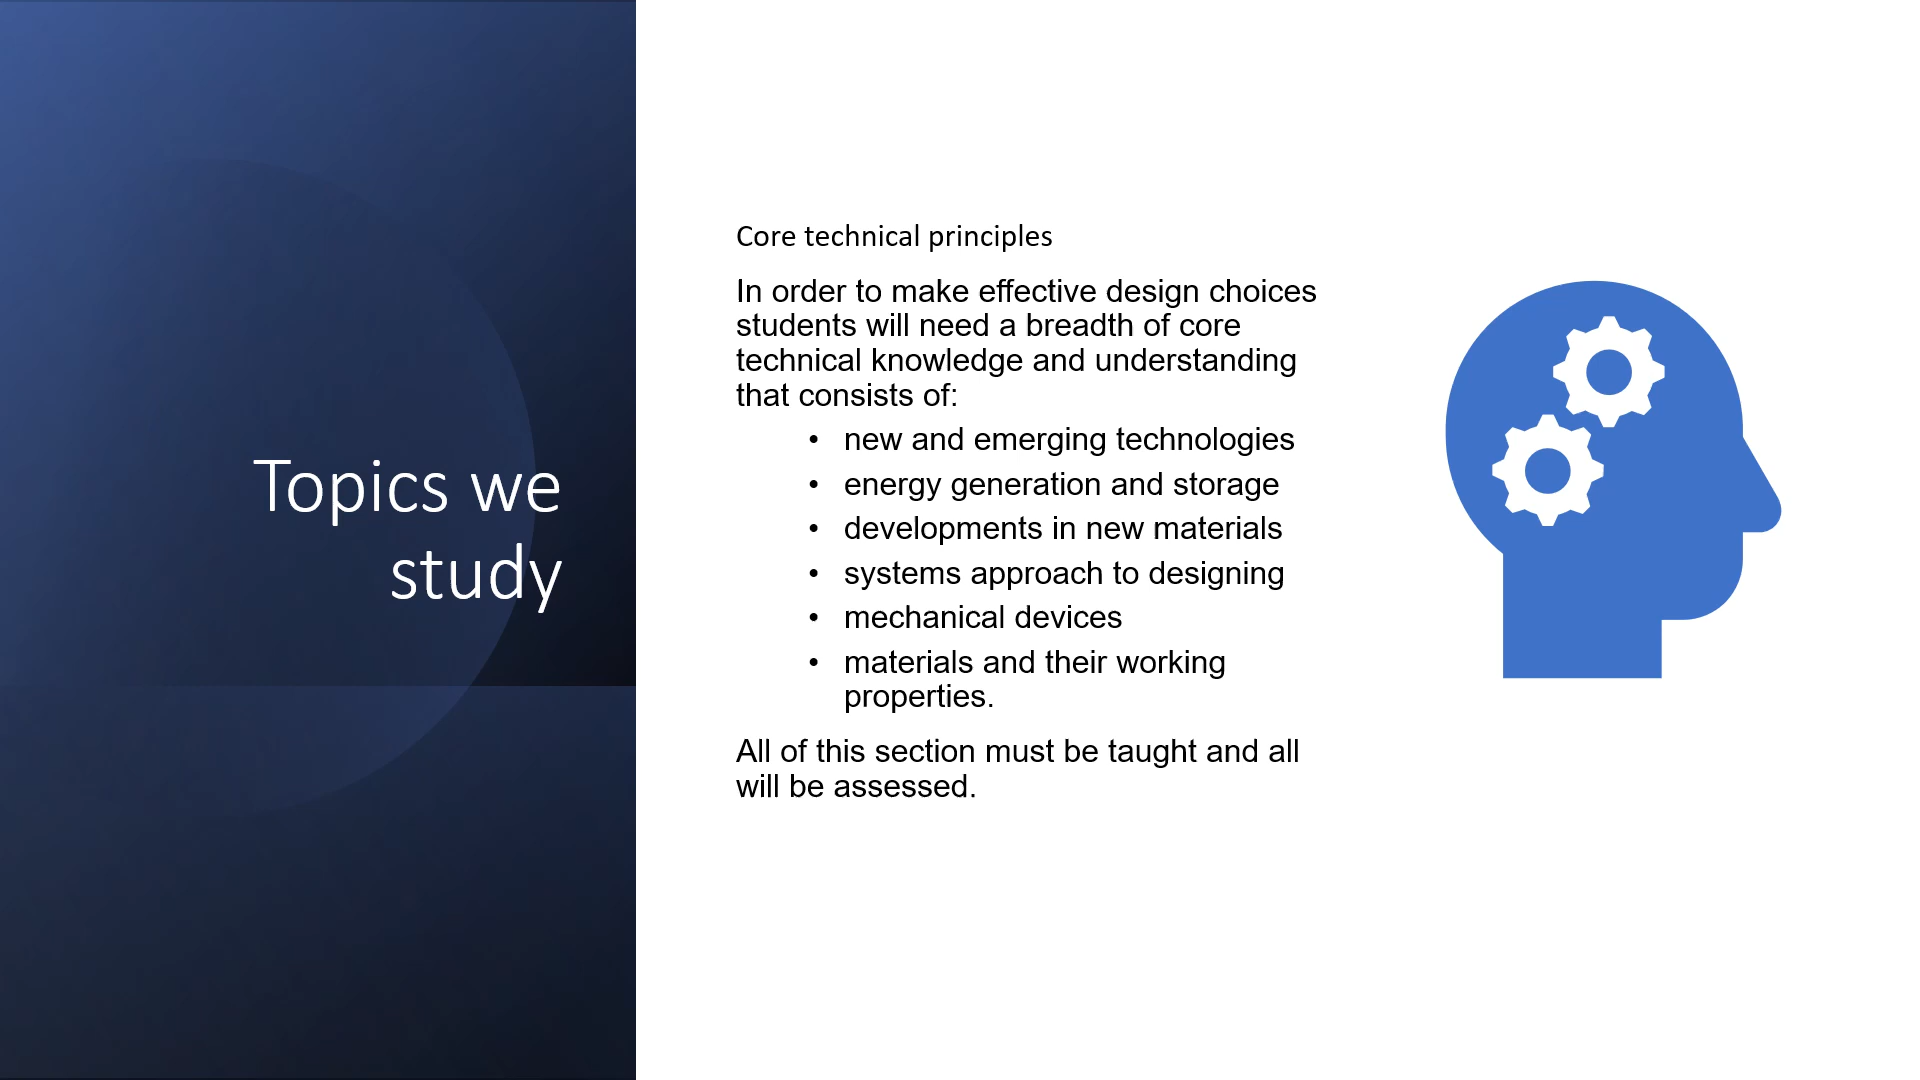 Topics we
study
Core technical principles
In order to make effective design choices
students will need a breadth of core
technical knowledge and understanding
that consists of:
• new and emerging technologies
• energy generation and storage
• developments in new materials
• systems approach to designing
• mechanical devices
• materials and their working
properties.
All of this section must be taught and all
will be assessed.